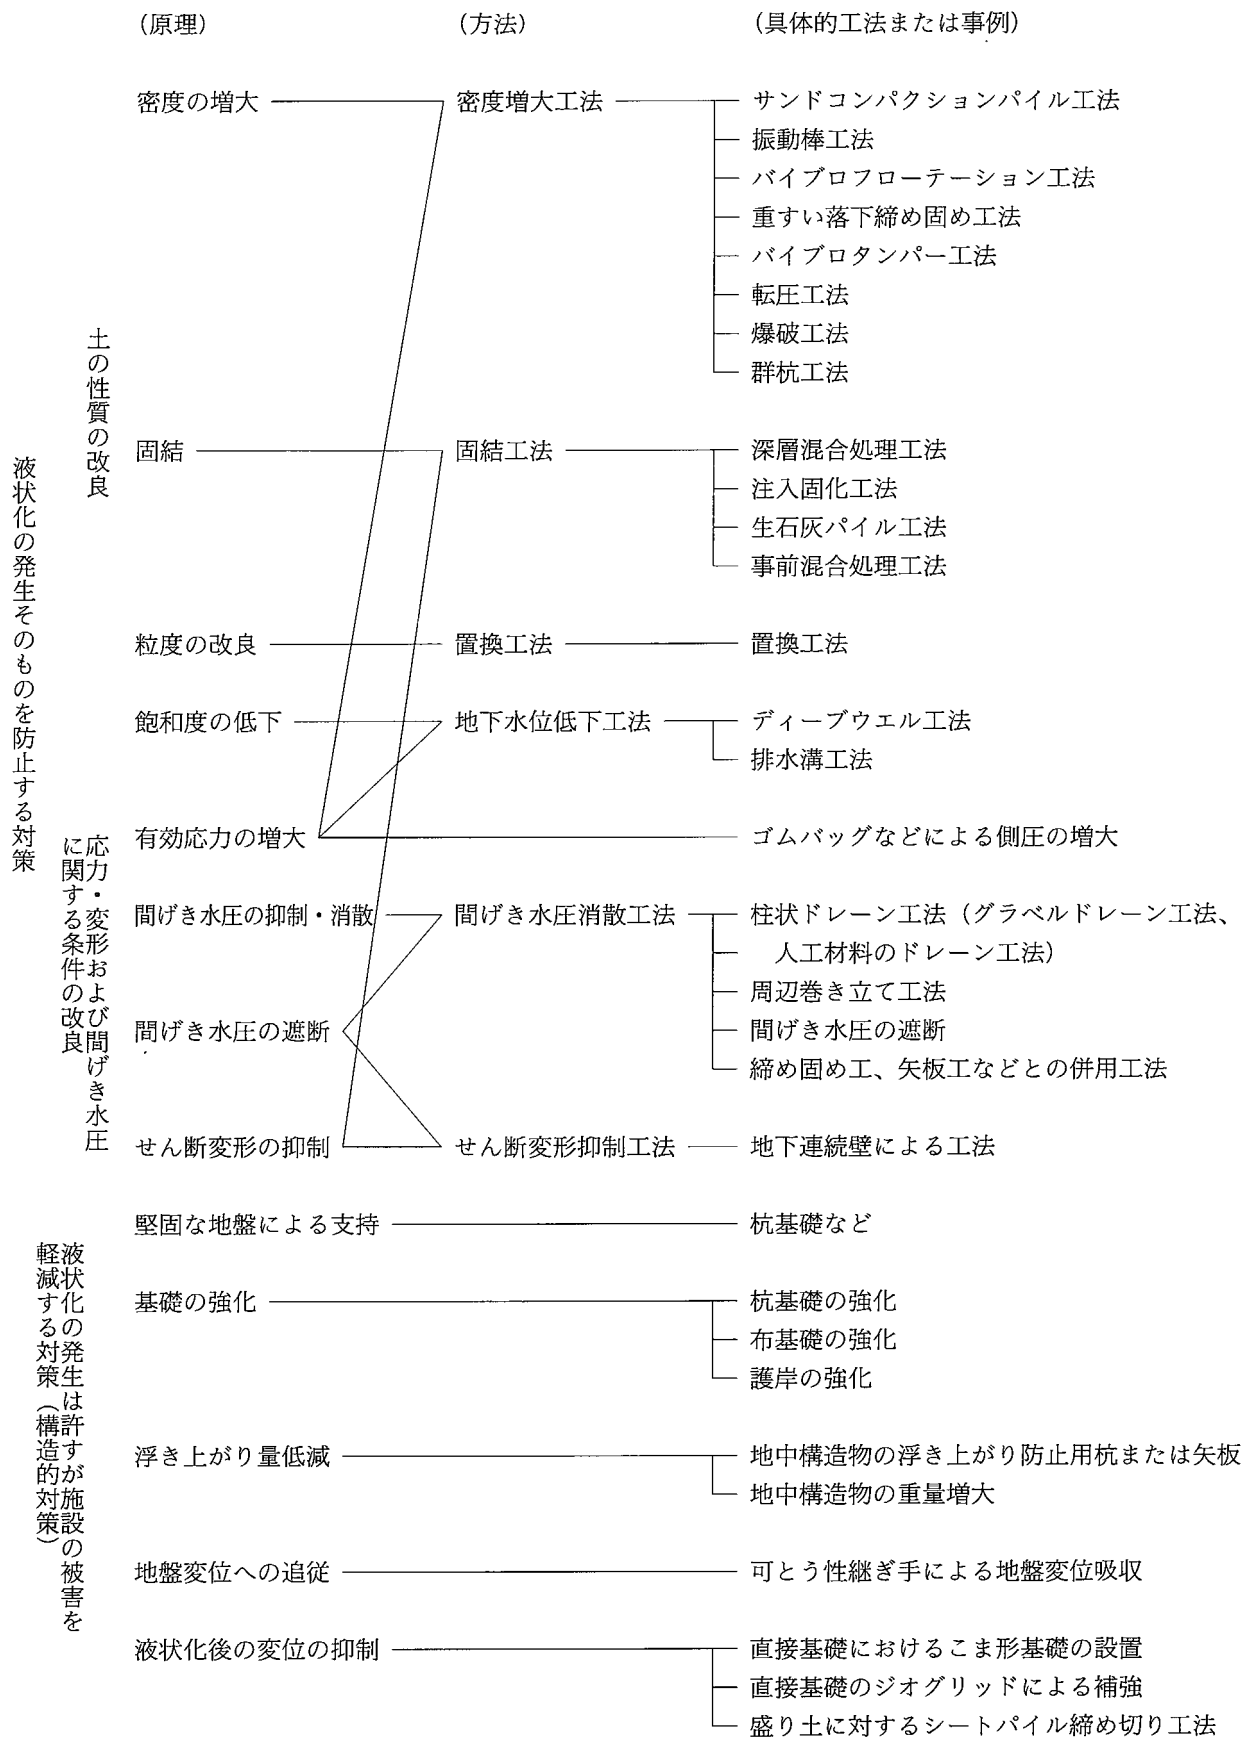 (原理)
(方法)
(具体的工法または事例)
液状化の発生そのものを防止する対策
土の性質の改良
密度の増大
密度増大工法
サンドコンパクションパイル工法
振動棒工法
バイブロフローテーション工法
重すい落下締め固め工法
バイブロタンパー工法
転圧工法
爆破工法
群杭工法
固結
固結工法
深層混合処理工法
注入固化工法
生石灰パイル工法
事前混合処理工法
粒度の改良
置換工法
置換工法
飽和度の低下
地下水位低下工法
ディープウエル工法
排水溝工法
応力・変形および間げき水圧
に関する条件の改良
有効応力の増大
ゴムバッグなどによる側圧の増大
間げき水圧の抑制・消散
間げき水圧消散工法
柱状ドレーン工法(グラベルドレーン工法、
人工材料のドレーン工法)
周辺巻き立て工法
間げき水圧の遮断
間げき水圧の遮断
締め固め工、矢板工などとの併用工法
せん断変形の抑制
せん断変形抑制工法
地下連続壁による工法
液状化の発生は許すが施設の被害を
軽減する対策(構造的対策)
堅固な地盤による支持
杭基礎など
基礎の強化
杭基礎の強化
布基礎の強化
護岸の強化
浮き上がり量低減
地中構造物の浮き上がり防止用杭または矢板
地中構造物の重量増大
地盤変位への追従
可とう性継ぎ手による地盤変位吸収
液状化後の変位の抑制
直接基礎におけるこま形基礎の設置
直接基礎のジオグリッドによる補強
盛り土に対するシートパイル締め切り工法